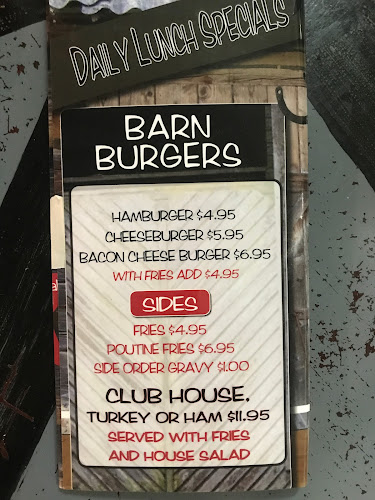 DAILY LUNCH SPECIALS
BARN
BURGERS
HAMBURGER $4.95
CHEESEBURGER $5.95
BACON CHEESE BURGER $6.95
WITH FRIES ADD $4.95
SIDES
FRIES $4.95
POUTINE FRIES $6.95
SIDE ORDER GRAVY $1.00
CLUB HOUSE,
TURKEY OR HAM $11.95
SERVED WITH FRIES
AND HOUSE SALAD